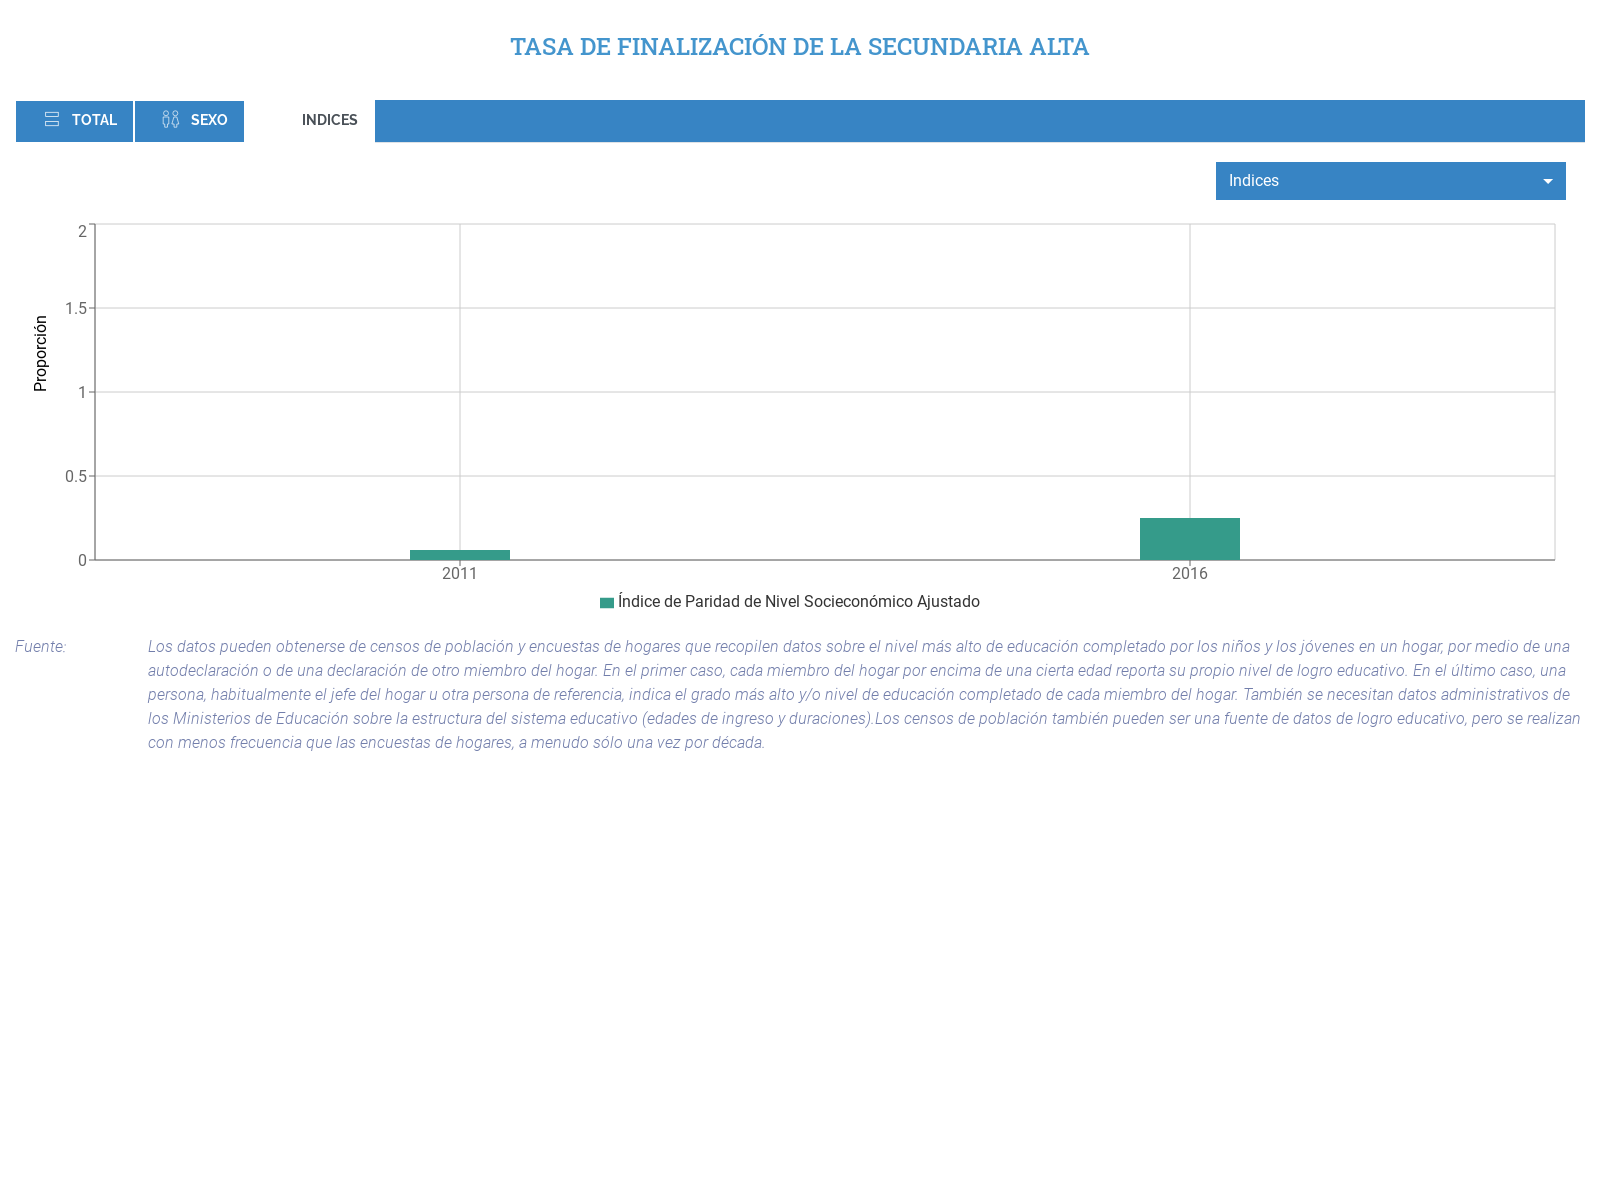 TASA DE FINALIZACIÓN DE LA SECUNDARIA ALTA
TOTAL
SEXO
INDICES
Indices
2
1.5
1
0.5
0
Proporción
2011
2016
Índice de Paridad de Nivel Socieconómico Ajustado
Fuente:
Los datos pueden obtenerse de censos de población y encuestas de hogares que recopilen datos sobre el nivel más alto de educación completado por los niños y los jóvenes en un hogar, por medio de una
autodeclaración o de una declaración de otro miembro del hogar. En el primer caso, cada miembro del hogar por encima de una cierta edad reporta su propio nivel de logro educativo. En el último caso, una
persona, habitualmente el jefe del hogar u otra persona de referencia, indica el grado más alto y/o nivel de educación completado de cada miembro del hogar. También se necesitan datos administrativos de
los Ministerios de Educación sobre la estructura del sistema educativo (edades de ingreso y duraciones).Los censos de población también pueden ser una fuente de datos de logro educativo, pero se realizan
con menos frecuencia que las encuestas de hogares, a menudo sólo una vez por década.